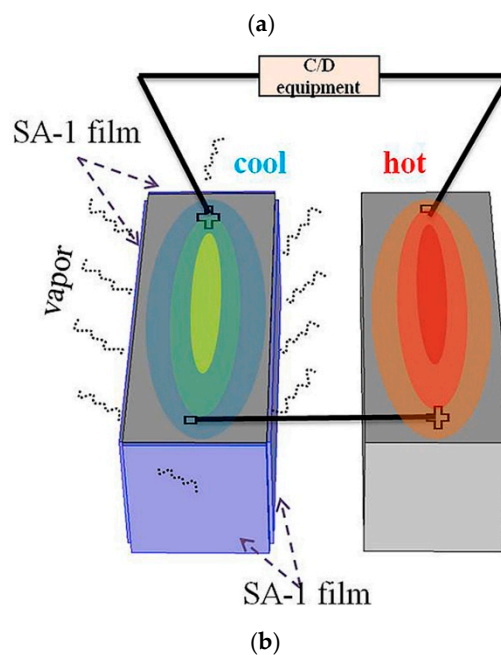 (a)
C/D
equipment
SA-1 film
cool
hot
vapor
SA-1 film
(b)